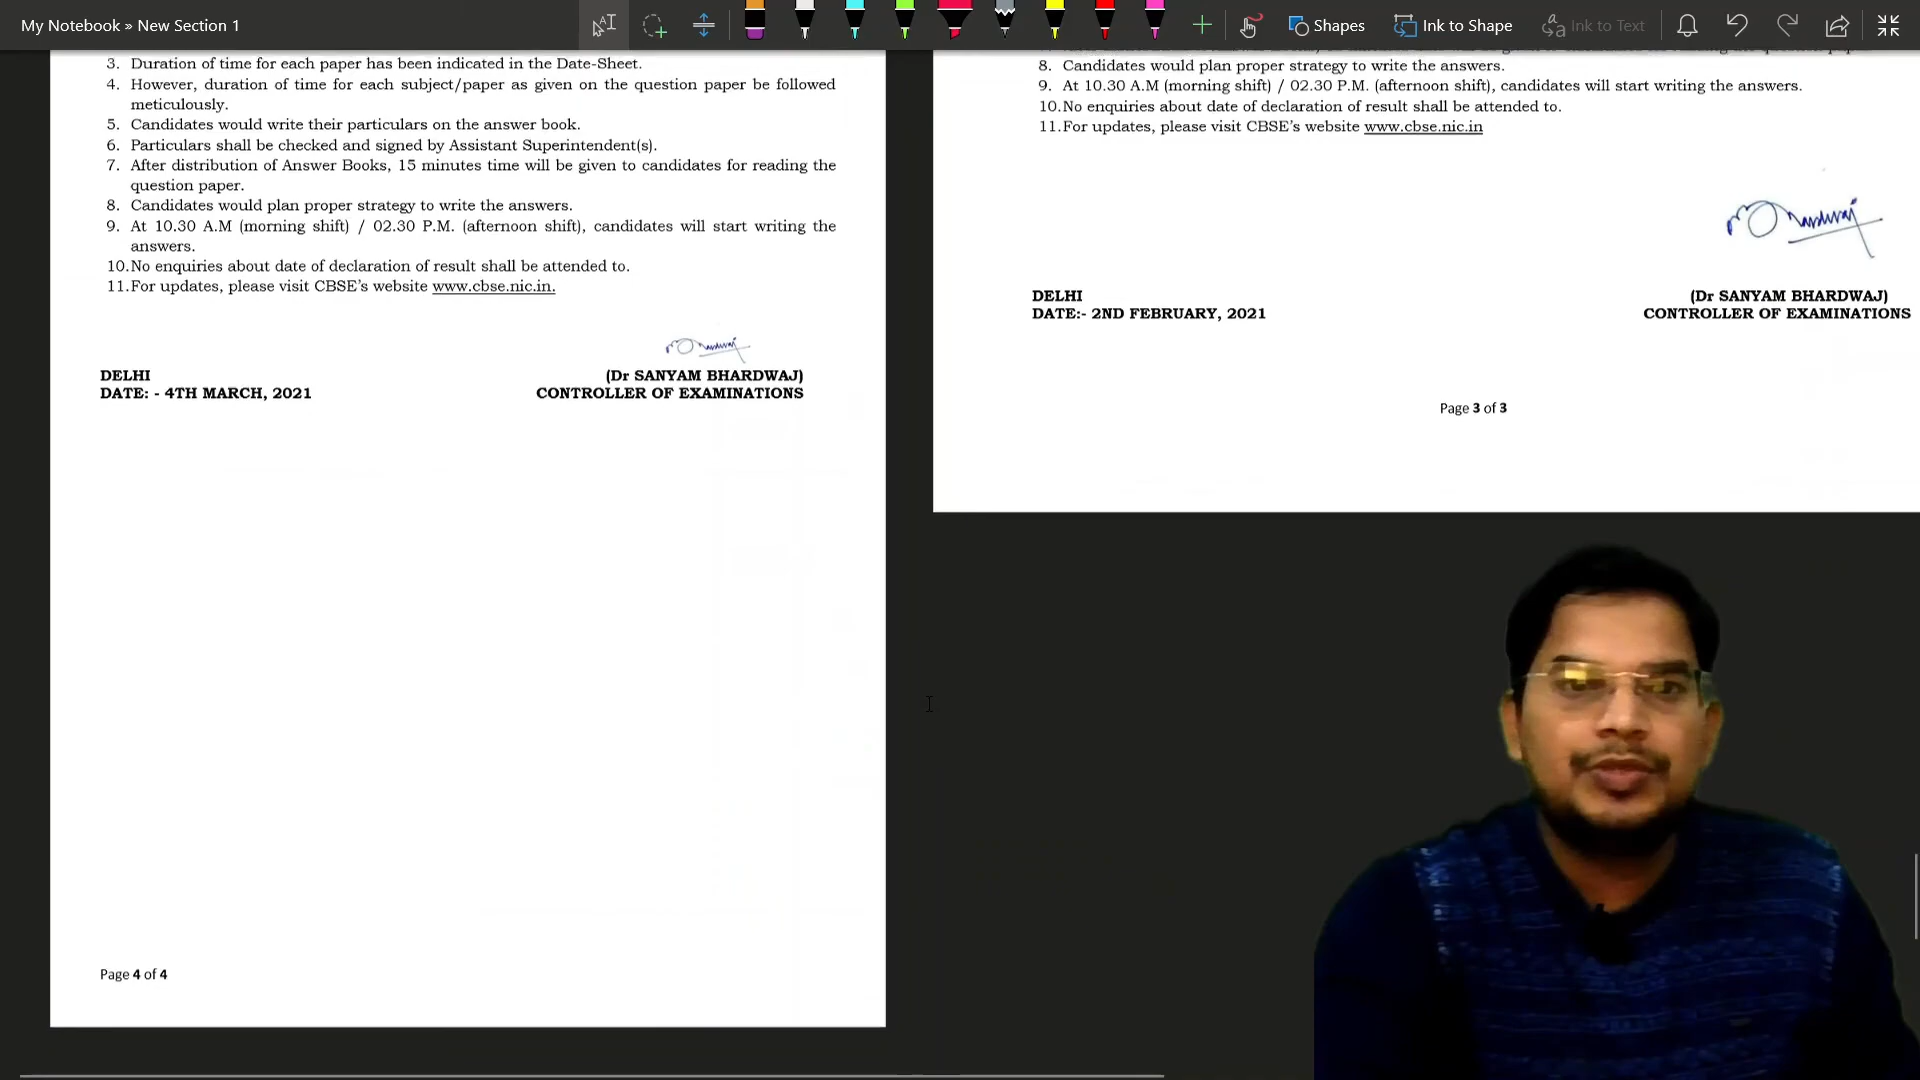 My Notebook » New Section 1
Shapes
Ink to Shape
Ink to Text
3. Duration of time for each paper has been indicated in the Date-Sheet.
4. However, duration of time for each subject/paper as given on the question paper be followed
meticulously.
5. Candidates would write their particulars on the answer book.
6. Particulars shall be checked and signed by Assistant Superintendent(s).
7. After distribution of Answer Books, 15 minutes time will be given to candidates for reading the
question paper.
8. Candidates would plan proper strategy to write the answers.
9. At 10.30 A.M (morning shift) / 02.30 P.M. (afternoon shift), candidates will start writing the
answers.
10.No enquiries about date of declaration of result shall be attended to.
11.For updates, please visit CBSE's website www.cbse.nic.in.
DELHI
DATE: - 4TH MARCH, 2021
(Dr SANYAM BHARDWAJ)
CONTROLLER OF EXAMINATIONS
Page 4 of 4
8. Candidates would plan proper strategy to write the answers.
9. At 10.30 A.M (morning shift) / 02.30 P.M. (afternoon shift), candidates will start writing the answers.
10.No enquiries about date of declaration of result shall be attended to.
11.For updates, please visit CBSE's website www.cbse.nic.in
DELHI
DATE:- 2ND FEBRUARY, 2021
(Dr SANYAM BHARDWAJ)
CONTROLLER OF EXAMINATIONS
Page 3 of 3